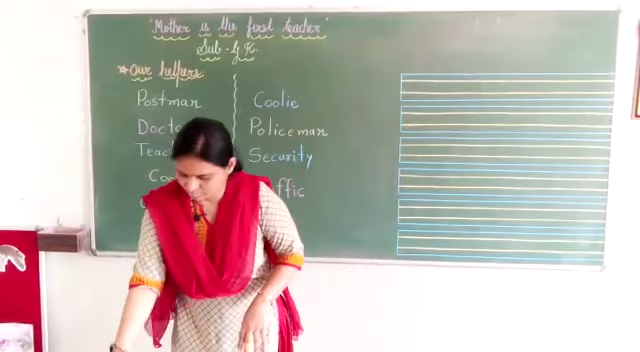 "Mother is the first teacher"
Sub - G.K.
*our helpers
Postman
Coolie
Policeman
Security